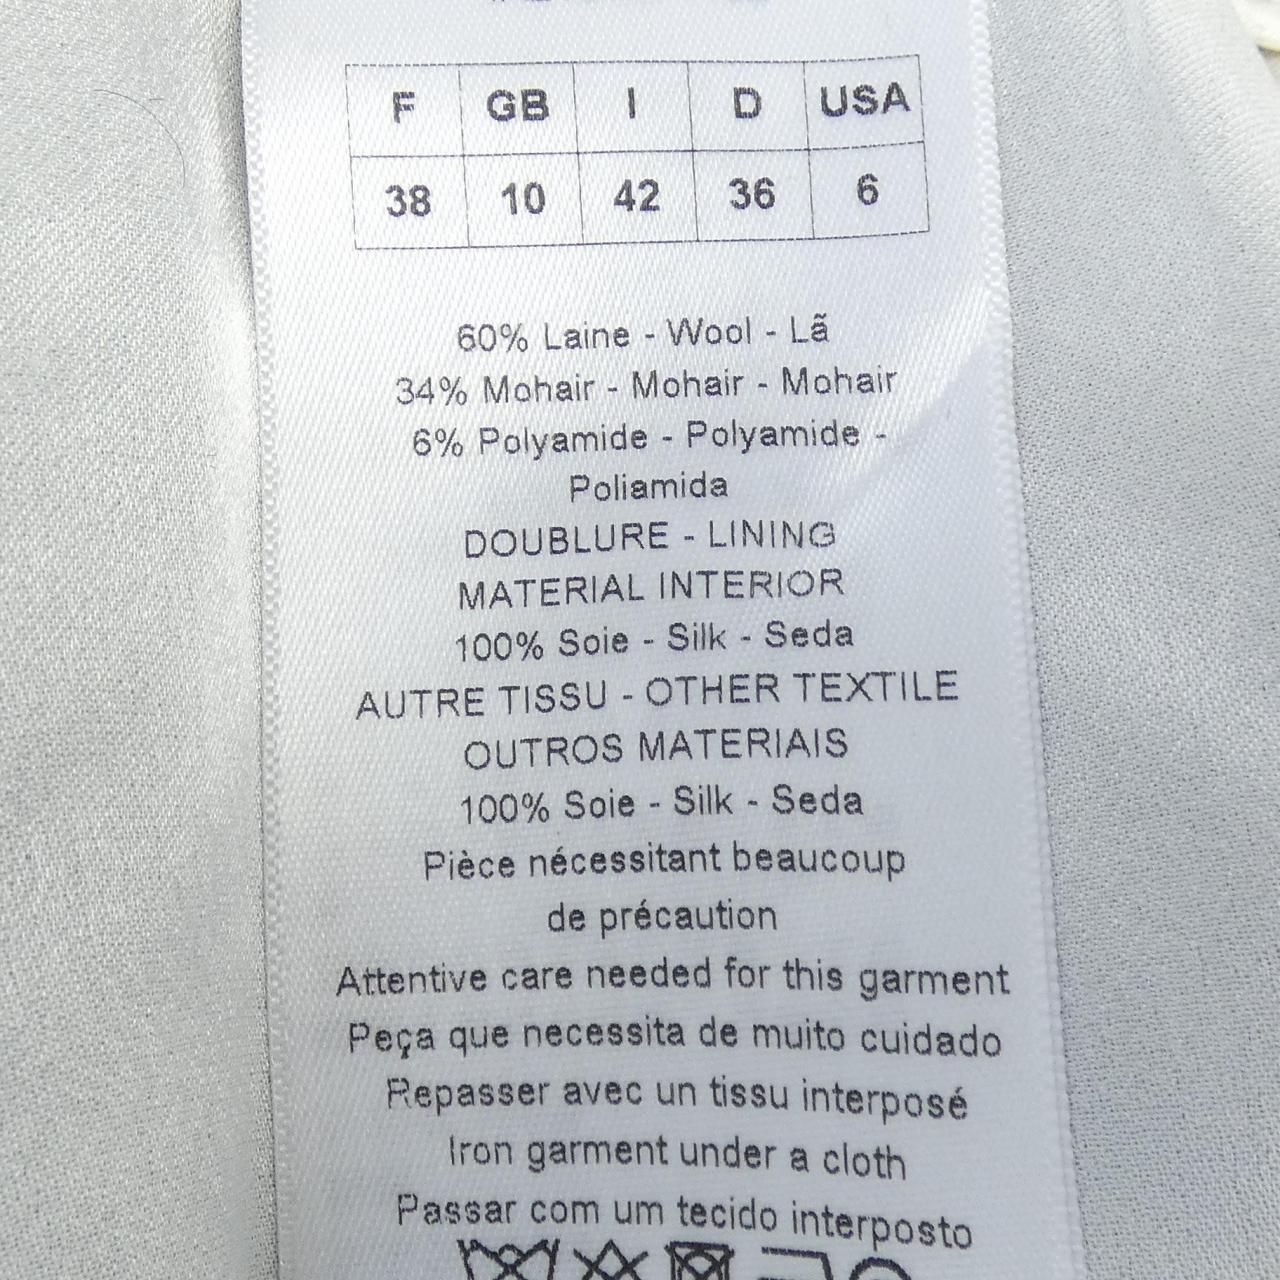 F GB I D USA
38 10 42 36 6
60% Laine - Wool - Lã
34% Mohair - Mohair - Mohair
6% Polyamide - Polyamide -
Poliamida
DOUBLURE - LINING
MATERIAL INTERIOR
100% Soie - Silk - Seda
AUTRE TISSU - OTHER TEXTILE
OUTROS MATERIAIS
100% Soie - Silk - Seda
Pièce nécessitant beaucoup
de précaution
Attentive care needed for this garment
Peça que necessita de muito cuidado
Repasser avec un tissu interposé
Iron garment under a cloth
Passar com um tecido interposto